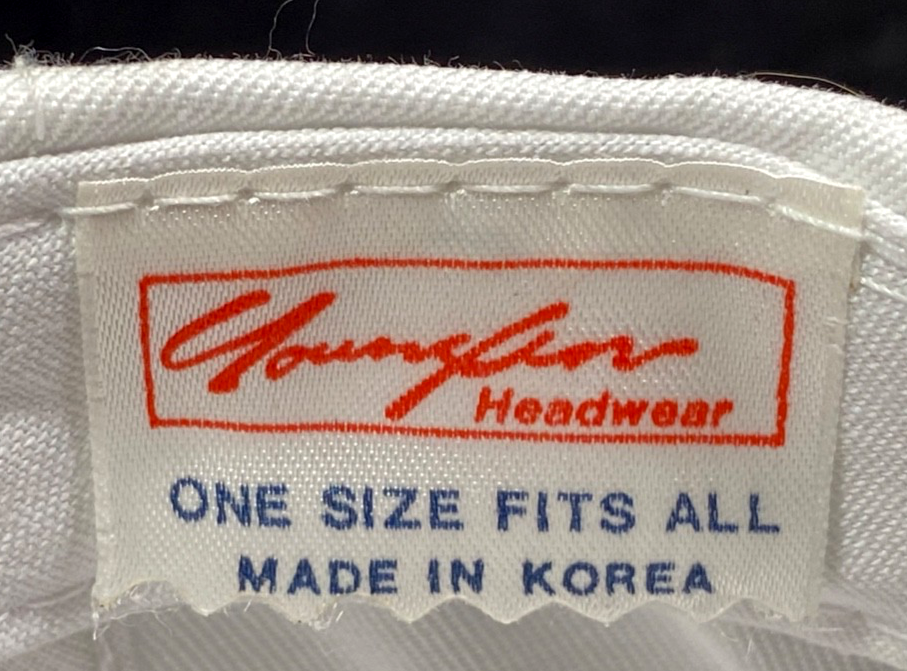 YoungAn
Headwear
ONE SIZE FITS ALL
MADE IN KOREA